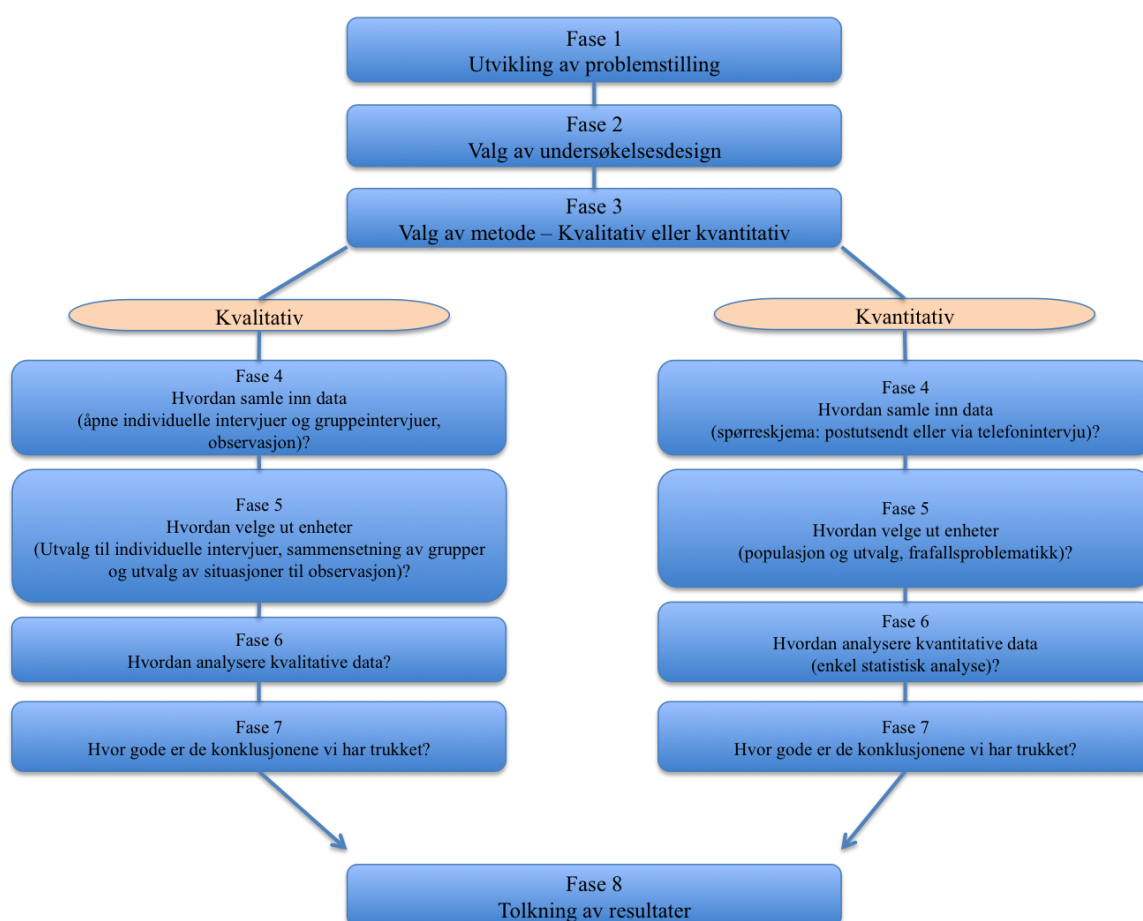 Fase 1
Utvikling av problemstilling
Fase 2
Valg av undersøkelsesdesign
Fase 3
Valg av metode – Kvalitativ eller kvantitativ
Kvalitativ
Fase 4
Hvordan samle inn data
(åpne individuelle intervjuer og gruppeintervjuer,
observasjon)?
Fase 5
Hvordan velge ut enheter
(Utvalg til individuelle intervjuer, sammensetning av grupper
og utvalg av situasjoner til observasjon)?
Fase 6
Hvordan analysere kvalitative data?
Fase 7
Hvor gode er de konklusjonene vi har trukket?
Kvantitativ
Fase 4
Hvordan samle inn data
(spørreskjema: postutsendt eller via telefonintervju)?
Fase 5
Hvordan velge ut enheter
(populasjon og utvalg, frafallsproblematikk)?
Fase 6
Hvordan analysere kvantitative data
(enkel statistisk analyse)?
Fase 7
Hvor gode er de konklusjonene vi har trukket?
Fase 8
Tolkning av resultater